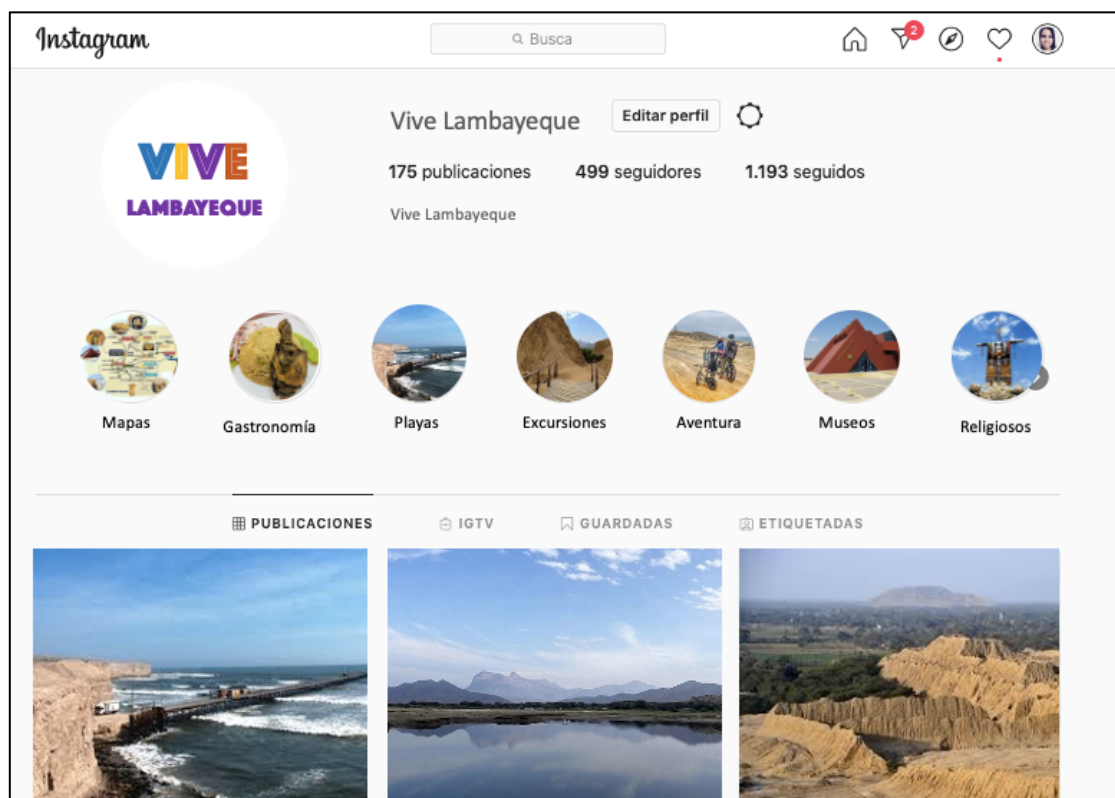 Instagram
Busca
2
Vive Lambayeque
Editar perfil
175 publicaciones 499 seguidores 1.193 seguidos
Vive Lambayeque
VIVE
LAMBAYEQUE
Mapas Gastronomía Playas Excursiones Aventura Museos Religiosos
PUBLICACIONES IGTV GUARDADAS ETIQUETADAS